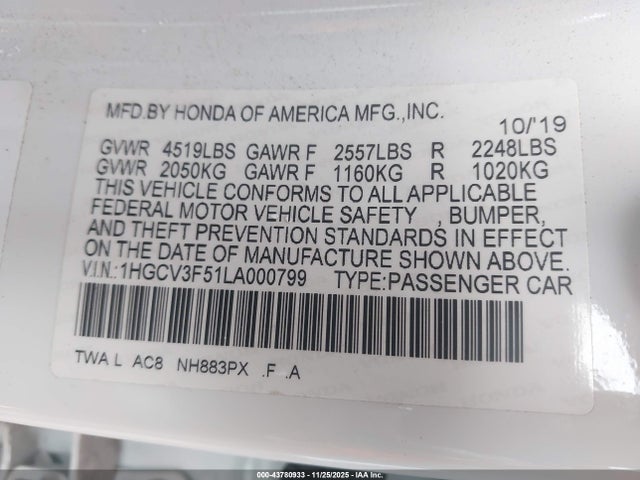 MFD.BY HONDA OF AMERICA MFG.,INC.
10/'19
GVWR 4519LBS GAWR F 2557LBS R 2248LBS
GVWR 2050KG GAWR F 1160KG R 1020KG
THIS VEHICLE CONFORMS TO ALL APPLICABLE
FEDERAL MOTOR VEHICLE SAFETY , BUMPER,
AND THEFT PREVENTION STANDARDS IN EFFECT
ON THE DATE OF MANUFACTURE SHOWN ABOVE.
V.I.N.:1HGCV3F51LA000799 TYPE:PASSENGER CAR
TWA L AC8 NH883PX .F .A
000-43780933 - 11/25/2025 - IAA Inc.